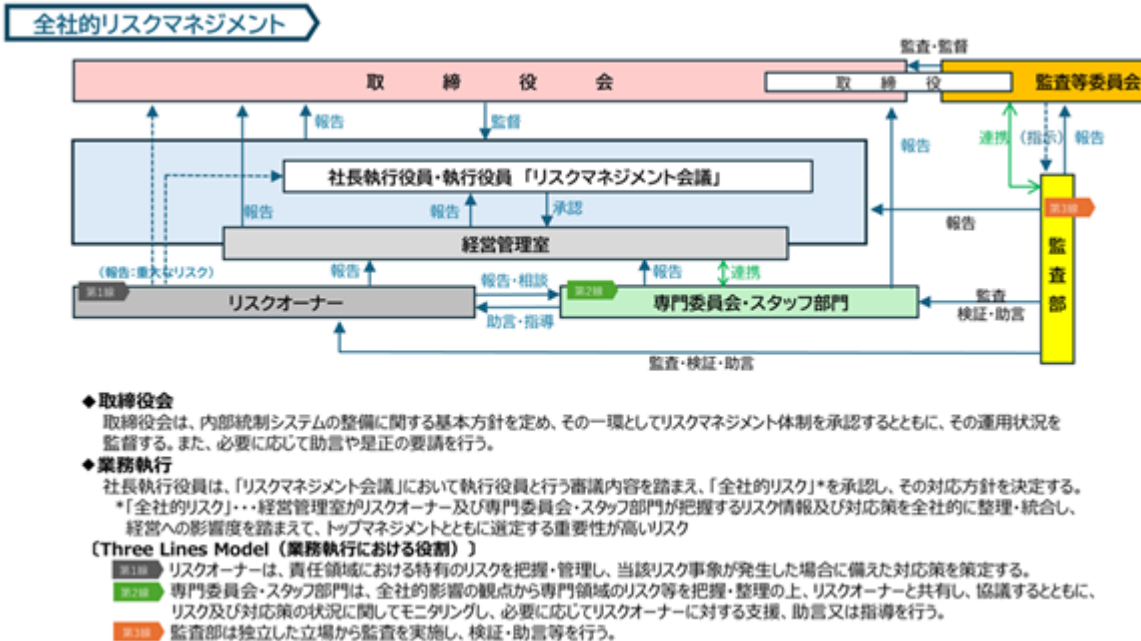 全社的リスクマネジメント
監査・監督
取締役会
取締役
監査等委員会
報告
監督
報告
連携
(指示)
報告
社長執行役員・執行役員 「リスクマネジメント会議」
報告
承認
報告
第3線
経営管理室
監査部
(報告:重大なリスク)
報告
報告・相談
報告
連携
第1線
リスクオーナー
第2線
専門委員会・スタッフ部門
監査
検証・助言
助言・指導
監査・検証・助言
◆取締役会
取締役会は、内部統制システムの整備に関する基本方針を定め、その一環としてリスクマネジメント体制を承認するとともに、その運用状況を
監督する。また、必要に応じて助言や是正の要請を行う。
◆業務執行
社長執行役員は、「リスクマネジメント会議」において執行役員と行う審議内容を踏まえ、「全社的リスク」*を承認し、その対応方針を決定する。
*「全社的リスク」・・・経営管理室がリスクオーナー及び専門委員会・スタッフ部門が把握するリスク情報及び対応策を全社的に整理・統合し、
経営への影響度を踏まえて、トップマネジメントとともに選定する重要性が高いリスク
〔Three Lines Model(業務執行における役割)〕
第1線 リスクオーナーは、責任領域における特有のリスクを把握・管理し、当該リスク事象が発生した場合に備えた対応策を策定する。
第2線 専門委員会・スタッフ部門は、全社的影響の観点から専門領域のリスク等を把握・整理の上、リスクオーナーと共有し、協議するとともに、
リスク及び対応策の状況に関してモニタリングし、必要に応じてリスクオーナーに対する支援、助言又は指導を行う。
第3線 監査部は独立した立場から監査を実施し、検証・助言等を行う。